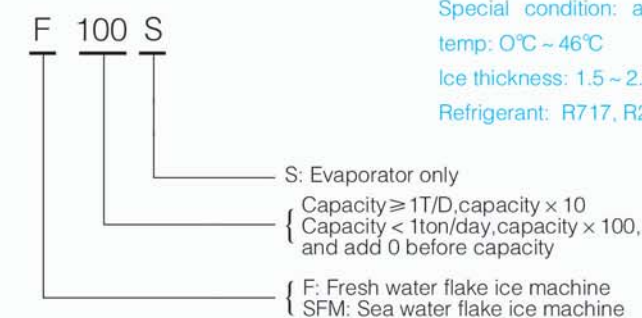 F 100 S
Special condition: a
temp: 0℃ ~ 46℃
Ice thickness: 1.5 ~ 2.
Refrigerant: R717, R2
S: Evaporator only
Capacity ≥ 1T/D,capacity × 10
Capacity < 1ton/day,capacity × 100,
and add 0 before capacity
F: Fresh water flake ice machine
SFM: Sea water flake ice machine